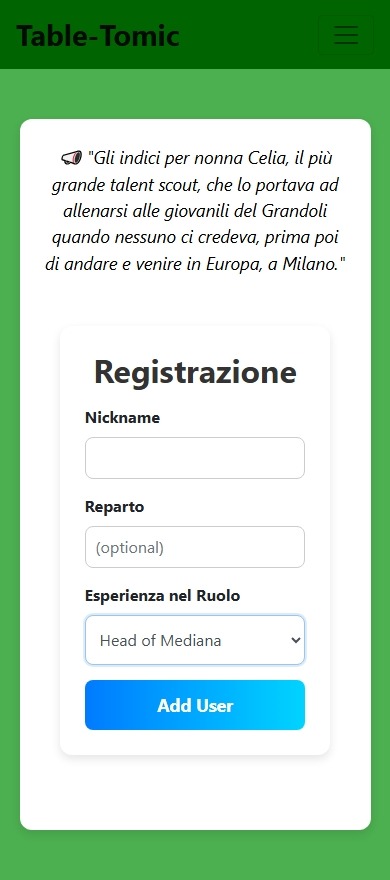 Table-Tomic
"Gli indici per nonna Celia, il più
grande talent scout, che lo portava ad
allenarsi alle giovanili del Grandoli
quando nessuno ci credeva, prima poi
di andare e venire in Europa, a Milano."
Registrazione
Nickname
Reparto
(optional)
Esperienza nel Ruolo
Head of Mediana
Add User